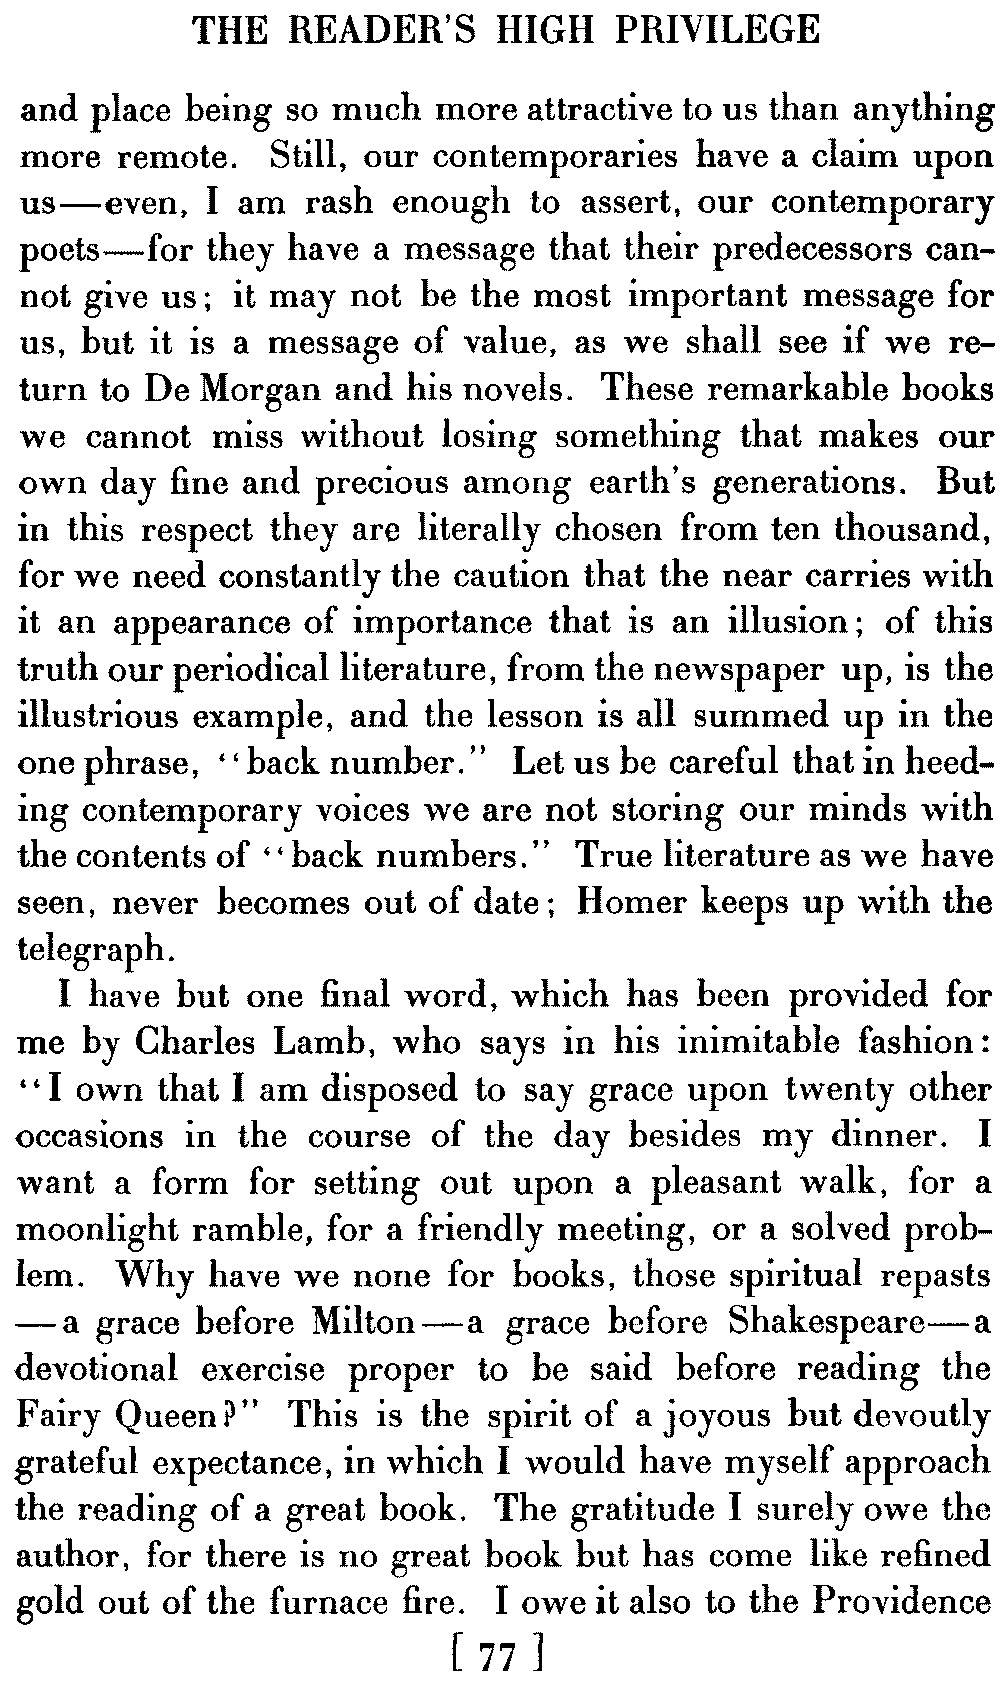 THE READER'S HIGH PRIVILEGE
and place being so much more attractive to us than anything
more remote. Still, our contemporaries have a claim upon
us—even, I am rash enough to assert, our contemporary
poets—for they have a message that their predecessors can-
not give us; it may not be the most important message for
us, but it is a message of value, as we shall see if we re-
turn to De Morgan and his novels. These remarkable books
we cannot miss without losing something that makes our
own day fine and precious among earth's generations. But
in this respect they are literally chosen from ten thousand,
for we need constantly the caution that the near carries with
it an appearance of importance that is an illusion; of this
truth our periodical literature, from the newspaper up, is the
illustrious example, and the lesson is all summed up in the
one phrase, "back number." Let us be careful that in heed-
ing contemporary voices we are not storing our minds with
the contents of "back numbers." True literature as we have
seen, never becomes out of date; Homer keeps up with the
telegraph.
I have but one final word, which has been provided for
me by Charles Lamb, who says in his inimitable fashion:
"I own that I am disposed to say grace upon twenty other
occasions in the course of the day besides my dinner. I
want a form for setting out upon a pleasant walk, for a
moonlight ramble, for a friendly meeting, or a solved prob-
lem. Why have we none for books, those spiritual repasts
—a grace before Milton—a grace before Shakespeare—a
devotional exercise proper to be said before reading the
Fairy Queen?" This is the spirit of a joyous but devoutly
grateful expectance, in which I would have myself approach
the reading of a great book. The gratitude I surely owe the
author, for there is no great book but has come like refined
gold out of the furnace fire. I owe it also to the Providence
[ 77 ]